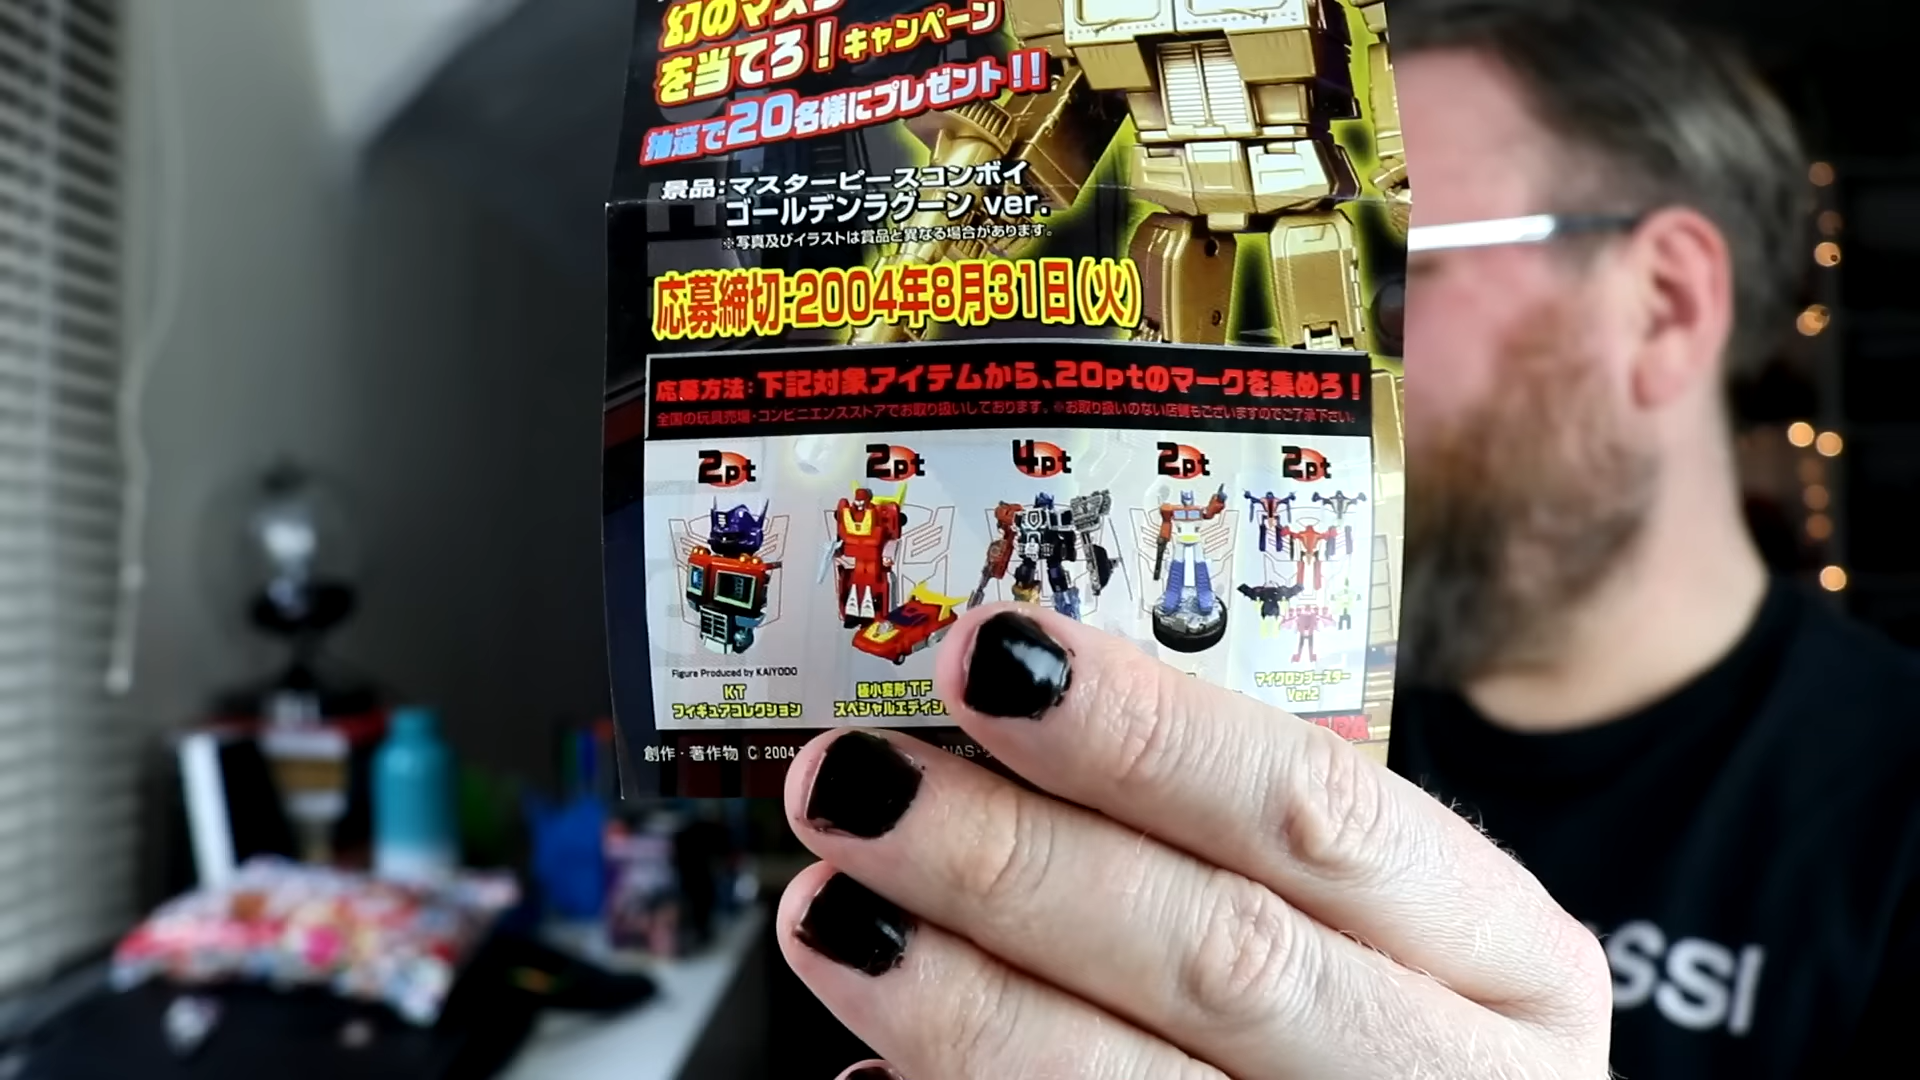 幻のマスタ
を当てろ！キャンペーン
抽選で20名様にプレゼント!!
景品：マスターピースコンボイ
ゴールデンラグーン ver.
※写真及びイラストは賞品と異なる場合があります。
応募締切：2004年8月31日（火）
応募方法：下記対象アイテムから、20ptのマークを集めろ！
全国の玩具売場・コンビニエンスストアでお取り扱いしております。※お取り扱いのない店舗もございますのでご了承下さい。
2pt 2pt 4pt 2pt 2pt
Figure Produced by KAIYODO
KT
フィギュアコレクション
極小変形TF
スペシャルエディシ
マイクロンブースター
Ver.2
創作・著作物 C 2004
NAS
SSI